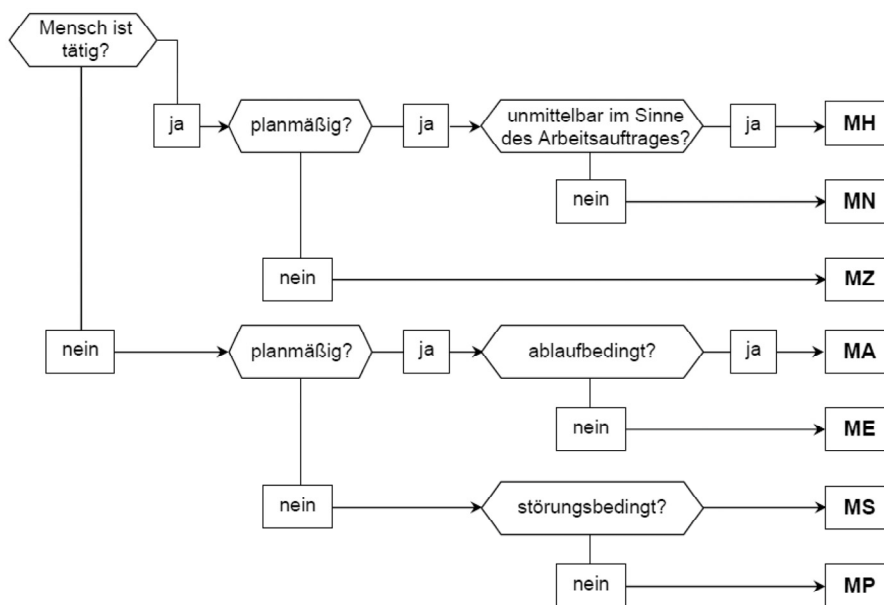 Mensch ist
tätig?
ja
planmäßig?
ja
unmittelbar im Sinne
des Arbeitsauftrages?
ja
MH
nein
MN
nein
MZ
nein
planmäßig?
ja
ablaufbedingt?
ja
MA
nein
ME
nein
störungsbedingt?
MS
nein
MP